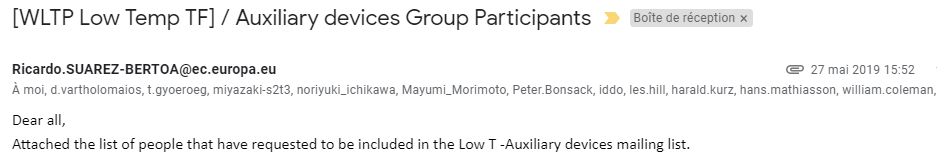 [WLTP Low Temp TF] / Auxiliary devices Group Participants Boîte de réception ×
Ricardo.SUAREZ-BERTOA@ec.europa.eu 27 mai 2019 15:52
À moi, d.vartholomaios, t.gyoeroeg, miyazaki-s2t3, noriyuki_ichikawa, Mayumi_Morimoto, Peter.Bonsack, iddo, les.hill, harald.kurz, hans.mathiasson, william.coleman,
Dear all,
Attached the list of people that have requested to be included in the Low T -Auxiliary devices mailing list.